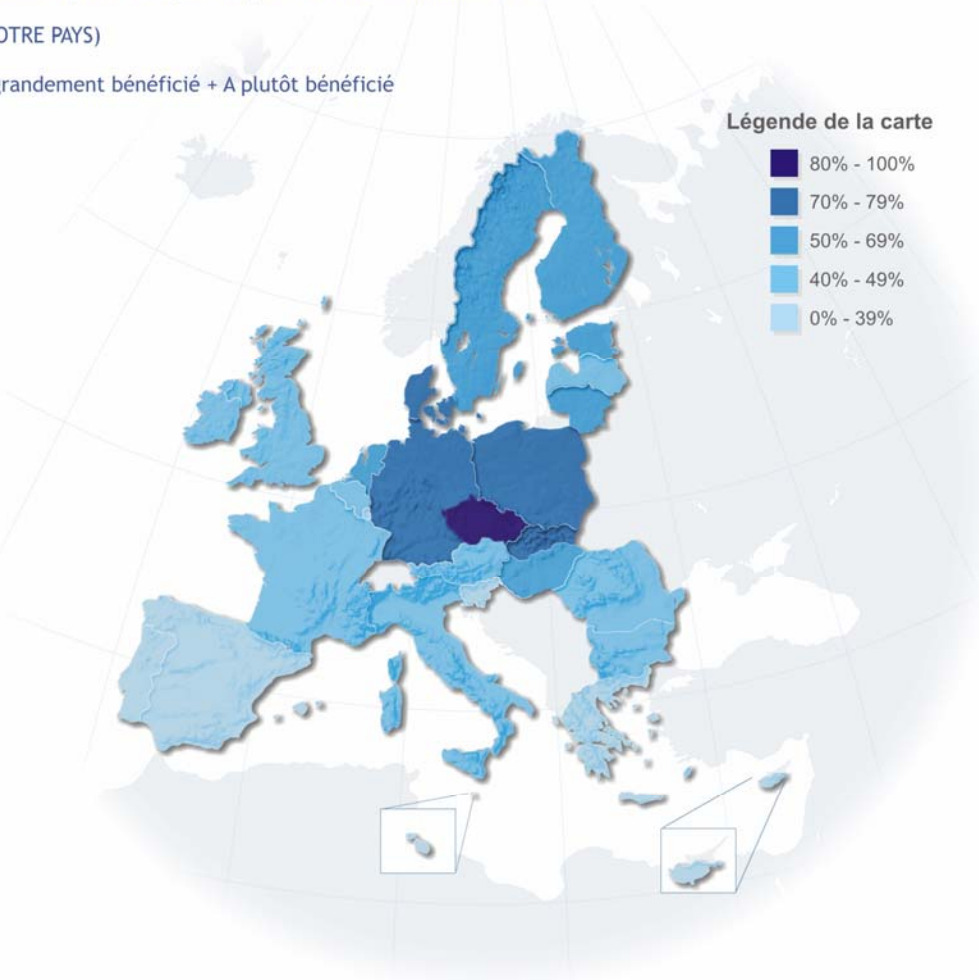 OTRE PAYS)
randement bénéficié + A plutôt bénéficié
Légende de la carte
80% - 100%
70% - 79%
50% - 69%
40% - 49%
0% - 39%